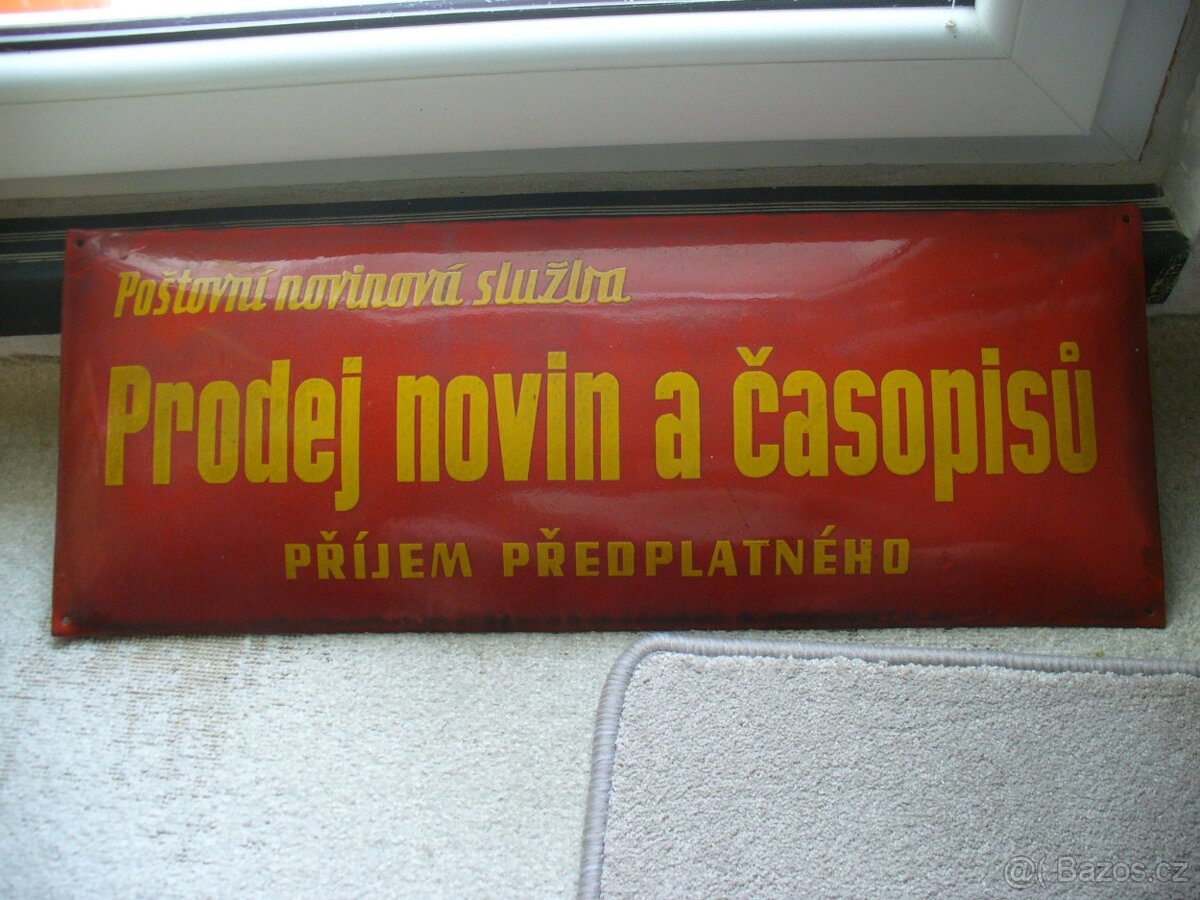 Poštovní novinová služba
Prodej novin a časopisů
PŘÍJEM PŘEDPLATNÉHO
@( Bazos.cz